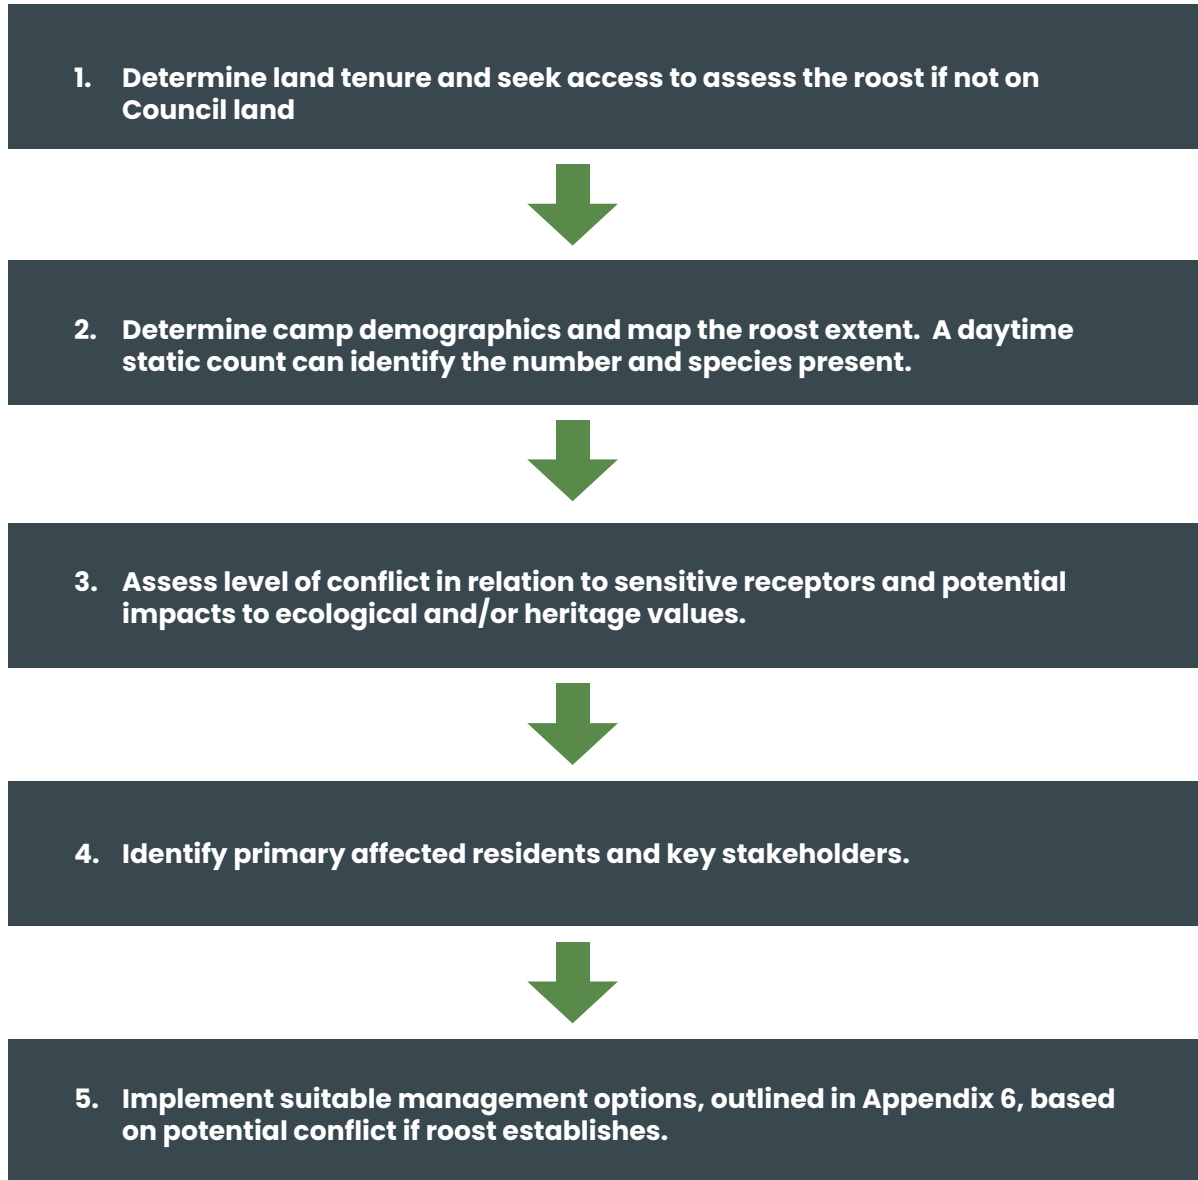 1. Determine land tenure and seek access to assess the roost if not on
Council land
2. Determine camp demographics and map the roost extent.  A daytime
static count can identify the number and species present.
3. Assess level of conflict in relation to sensitive receptors and potential
impacts to ecological and/or heritage values.
4. Identify primary affected residents and key stakeholders.
5. Implement suitable management options, outlined in Appendix 6, based
on potential conflict if roost establishes.